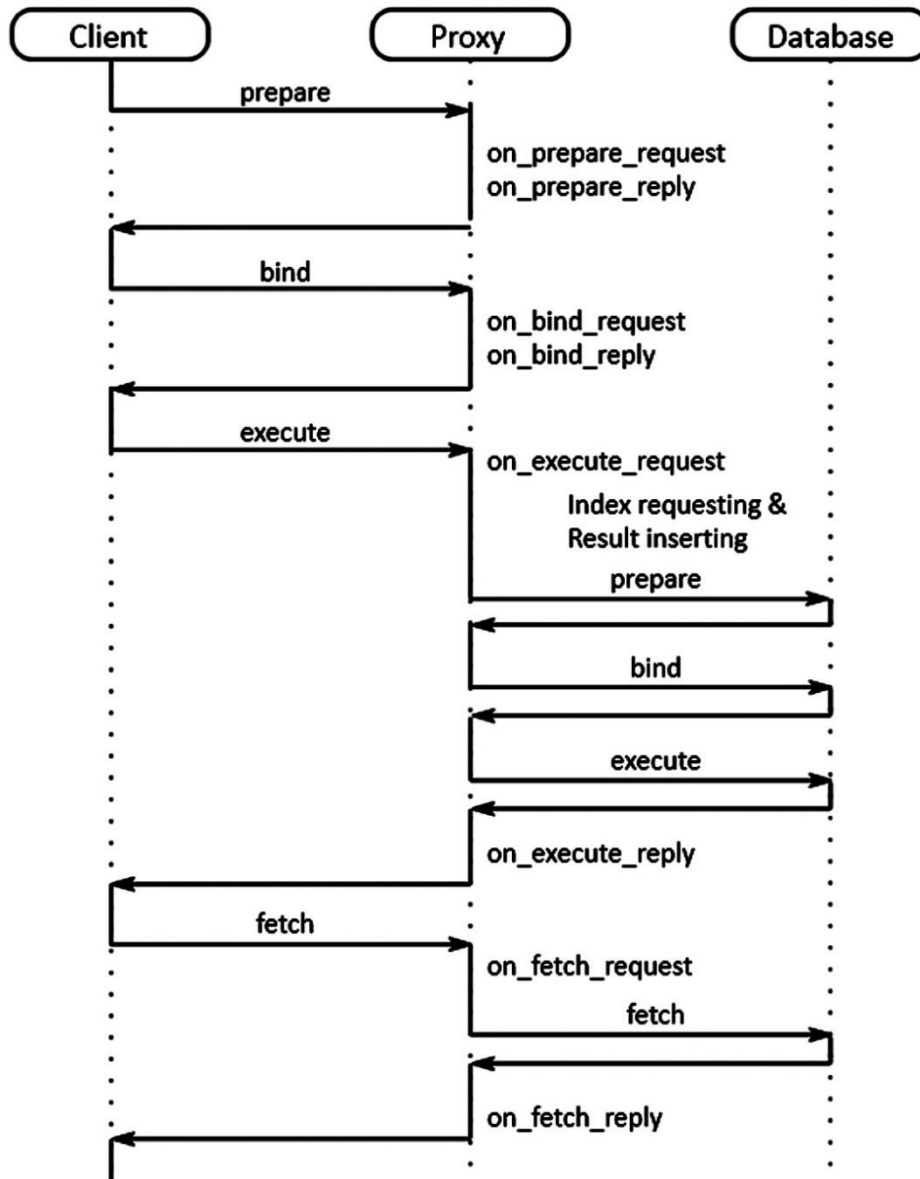 Client
Proxy
Database
prepare
on_prepare_request
on_prepare_reply
bind
on_bind_request
on_bind_reply
execute
on_execute_request
Index requesting &
Result inserting
prepare
bind
execute
on_execute_reply
fetch
on_fetch_request
fetch
on_fetch_reply